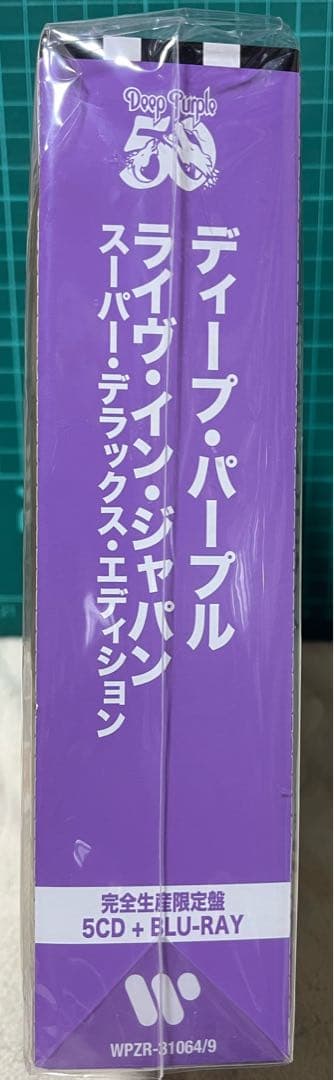 Deep Purple
50
ディープ・パープル
ライヴ・イン・ジャパン
スーパー・デラックス・エディション
完全生産限定盤
5CD + BLU-RAY
WPZR-31064/9